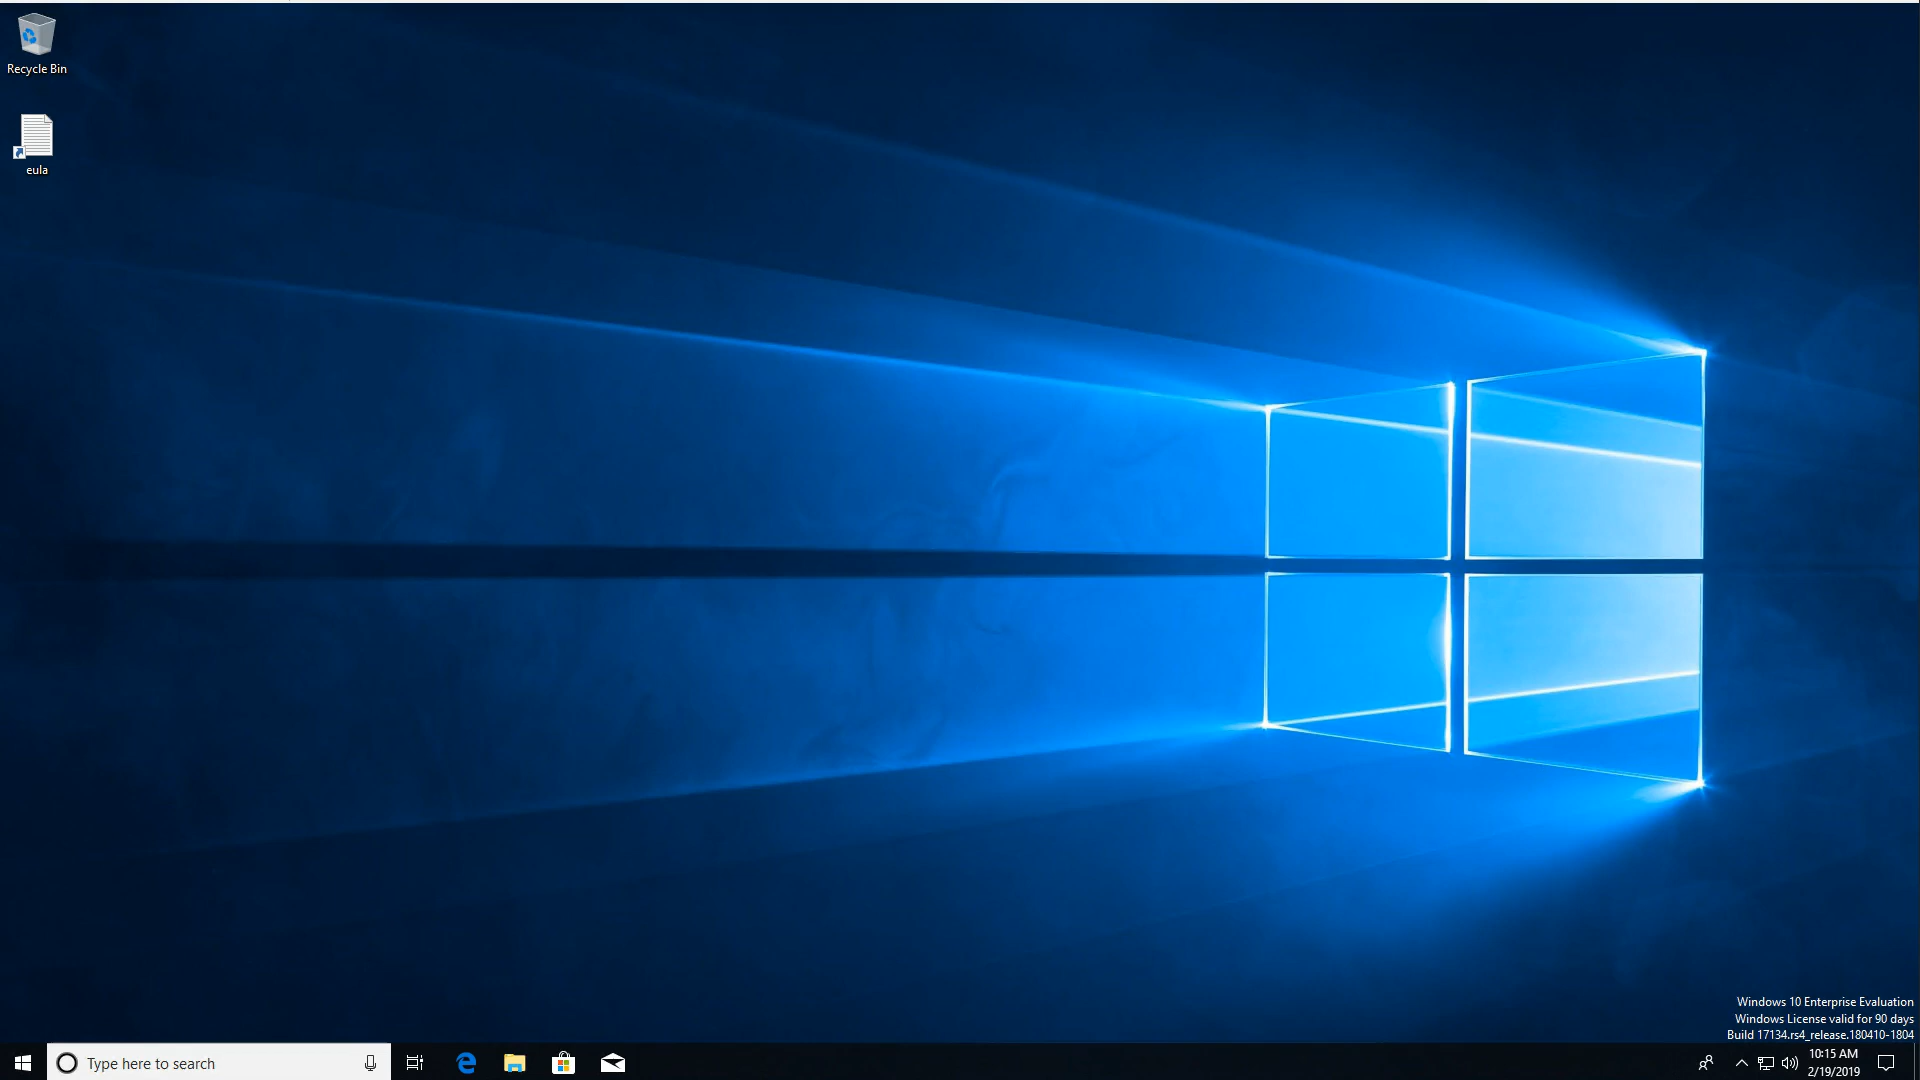 Recycle Bin
eula
Windows 10 Enterprise Evaluation
Windows License valid for 90 days
Build 17134.rs4_release.180410-1804
Type here to search
10:15 AM
2/19/2019